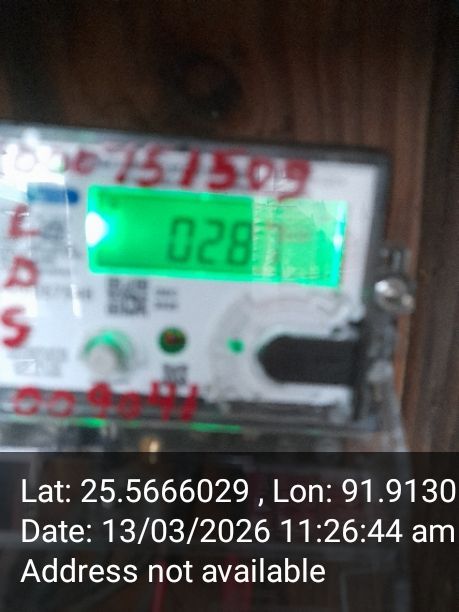 028
L
D
S
009041
Lat: 25.5666029 , Lon: 91.9130
Date: 13/03/2026 11:26:44 am
Address not available